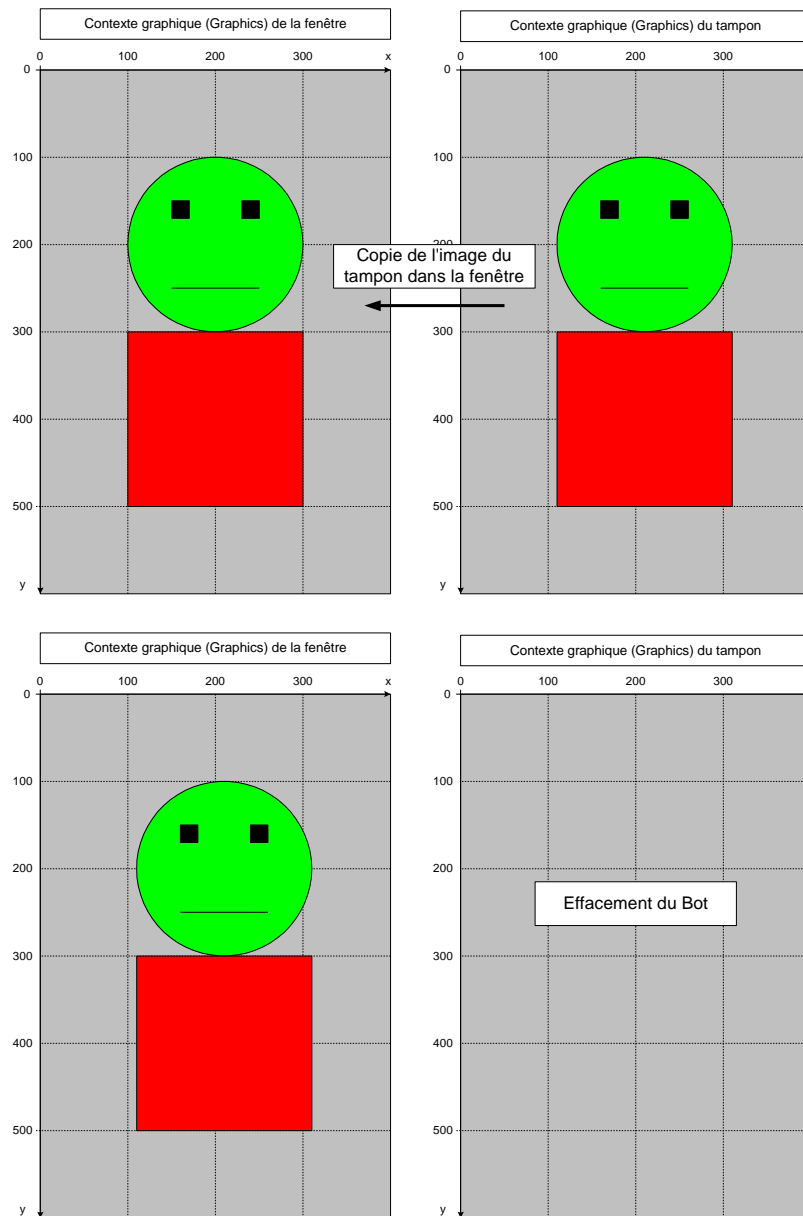 Contexte graphique (Graphics) de la fenêtre
0 100 200 300 x
0
100
200
300
400
500
y
Contexte graphique (Graphics) du tampon
0 100 200 300
0
100
200
300
400
500
y
Copie de l'image du
tampon dans la fenêtre
Contexte graphique (Graphics) de la fenêtre
0 100 200 300 x
0
100
200
300
400
500
y
Contexte graphique (Graphics) du tampon
0 100 200 300
0
100
200
300
400
500
y
Effacement du Bot